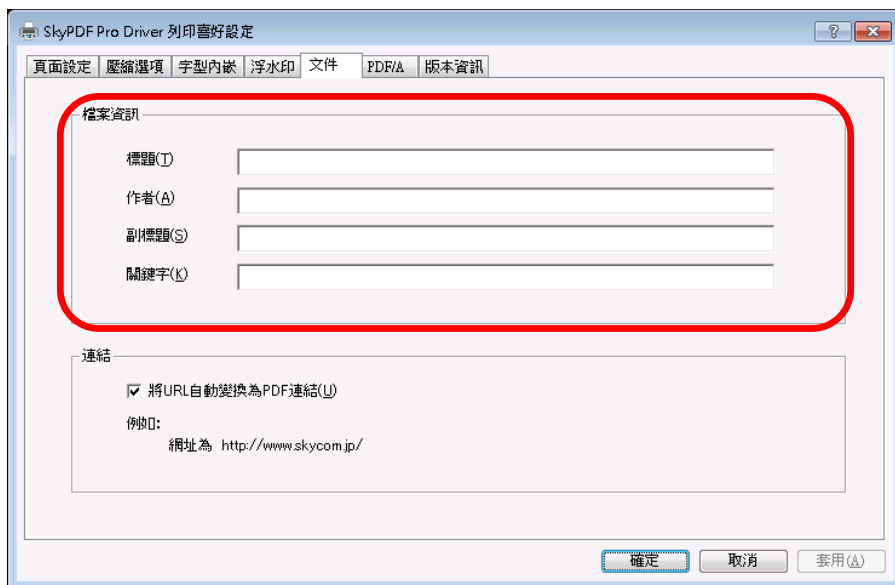 SkyPDF Pro Driver 列印喜好設定
頁面設定 壓縮選項 字型內嵌 浮水印 文件 PDF/A 版本資訊
檔案資訊
標題(T)
作者(A)
副標題(S)
關鍵字(K)
連結
將URL自動變換為PDF連結(U)
例如:
網址為 http://www.skycom.jp/
確定 取消 套用(A)